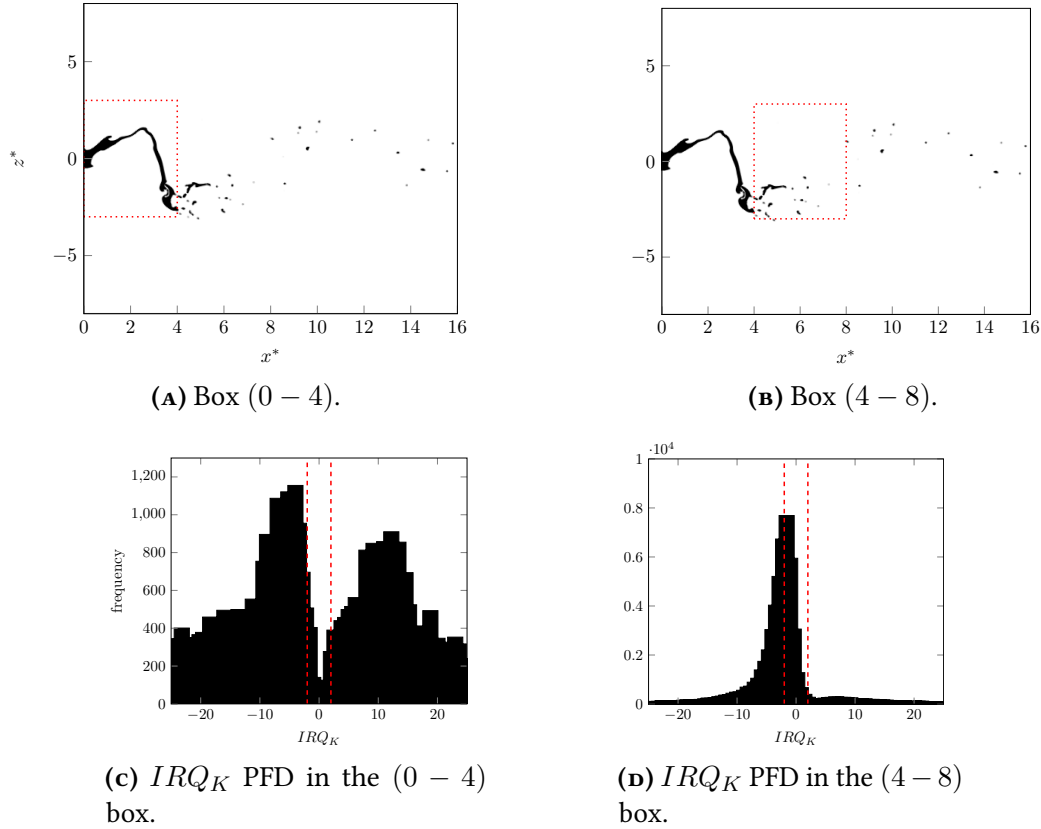 5
0
−5
z*
0 2 4 6 8 10 12 14 16
x*
(A) Box (0 − 4).
5
0
−5
0 2 4 6 8 10 12 14 16
x*
(B) Box (4 − 8).
1,200
1,000
800
600
400
200
0
frequency
−20 −10 0 10 20
IRQ_K
(C) IRQ_K PFD in the (0 − 4)
box.
·10^4
1
0.8
0.6
0.4
0.2
0
−20 −10 0 10 20
IRQ_K
(D) IRQ_K PFD in the (4 − 8)
box.